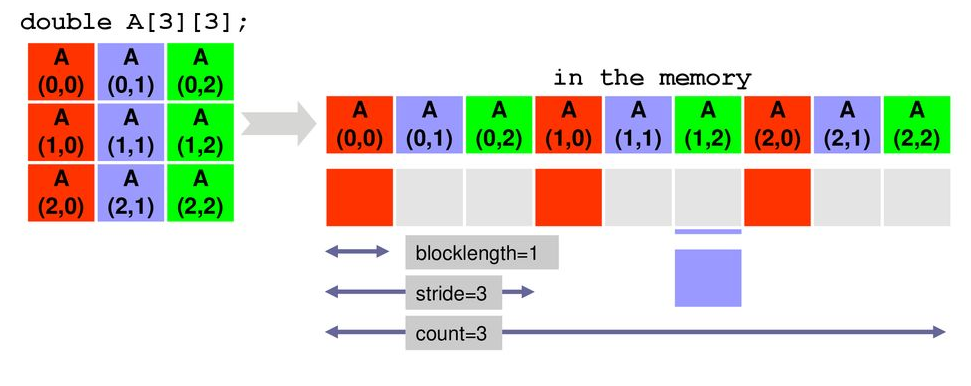 double A[3][3];
A A A
(0,0) (0,1) (0,2)
A A A
(1,0) (1,1) (1,2)
A A A
(2,0) (2,1) (2,2)
in the memory
A A A A A A A A A
(0,0) (0,1) (0,2) (1,0) (1,1) (1,2) (2,0) (2,1) (2,2)
blocklength=1
stride=3
count=3